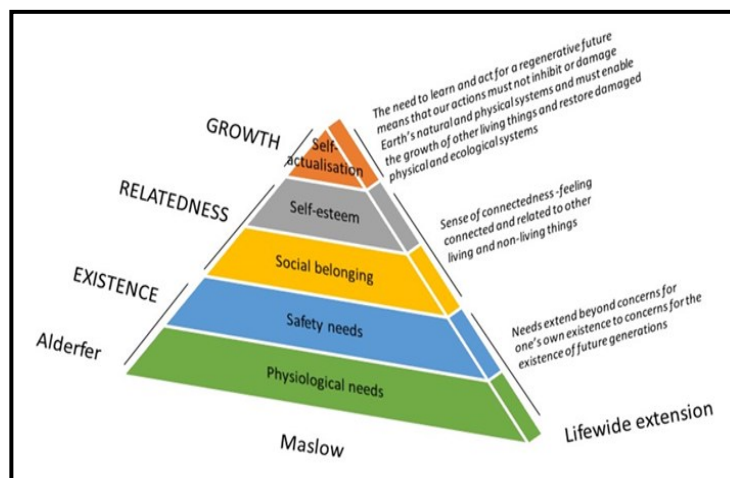 The need to learn and act for a regenerative future
means that our actions must not inhibit or damage
Earth's natural and physical systems and must enable
the growth of other living things and restore damaged
physical and ecological systems
GROWTH
Self-
actualisation
RELATEDNESS
Self-esteem
Sense of connectedness -feeling
connected and related to other
living and non-living things
Social belonging
EXISTENCE
Safety needs
Needs extend beyond concerns for
one's own existence to concerns for the
existence of future generations
Alderfer
Physiological needs
Maslow
Lifewide extension